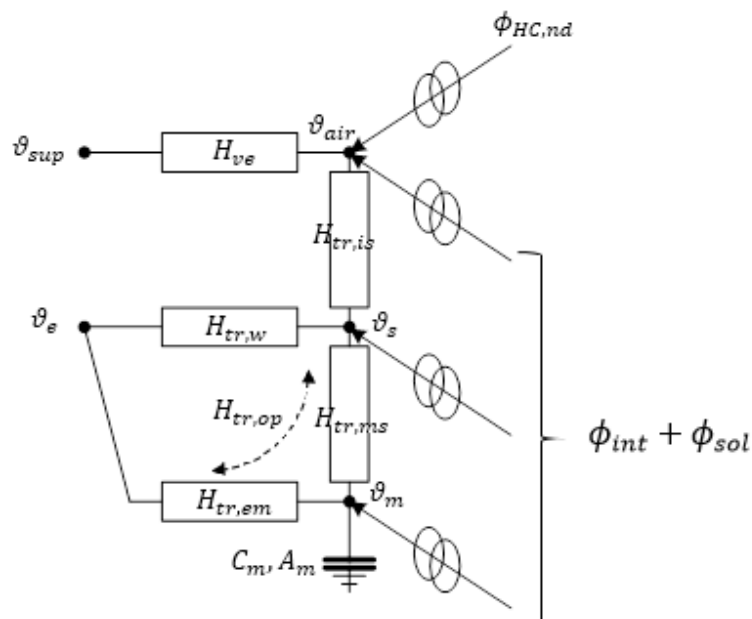 ϕ_{HC,nd}
ϑ_{air}
ϑ_{sup}
H_{ve}
H_{tr,is}
ϑ_e
H_{tr,w}
ϑ_s
H_{tr,op}
H_{tr,ms}
ϕ_{int} + ϕ_{sol}
H_{tr,em}
ϑ_m
C_m, A_m